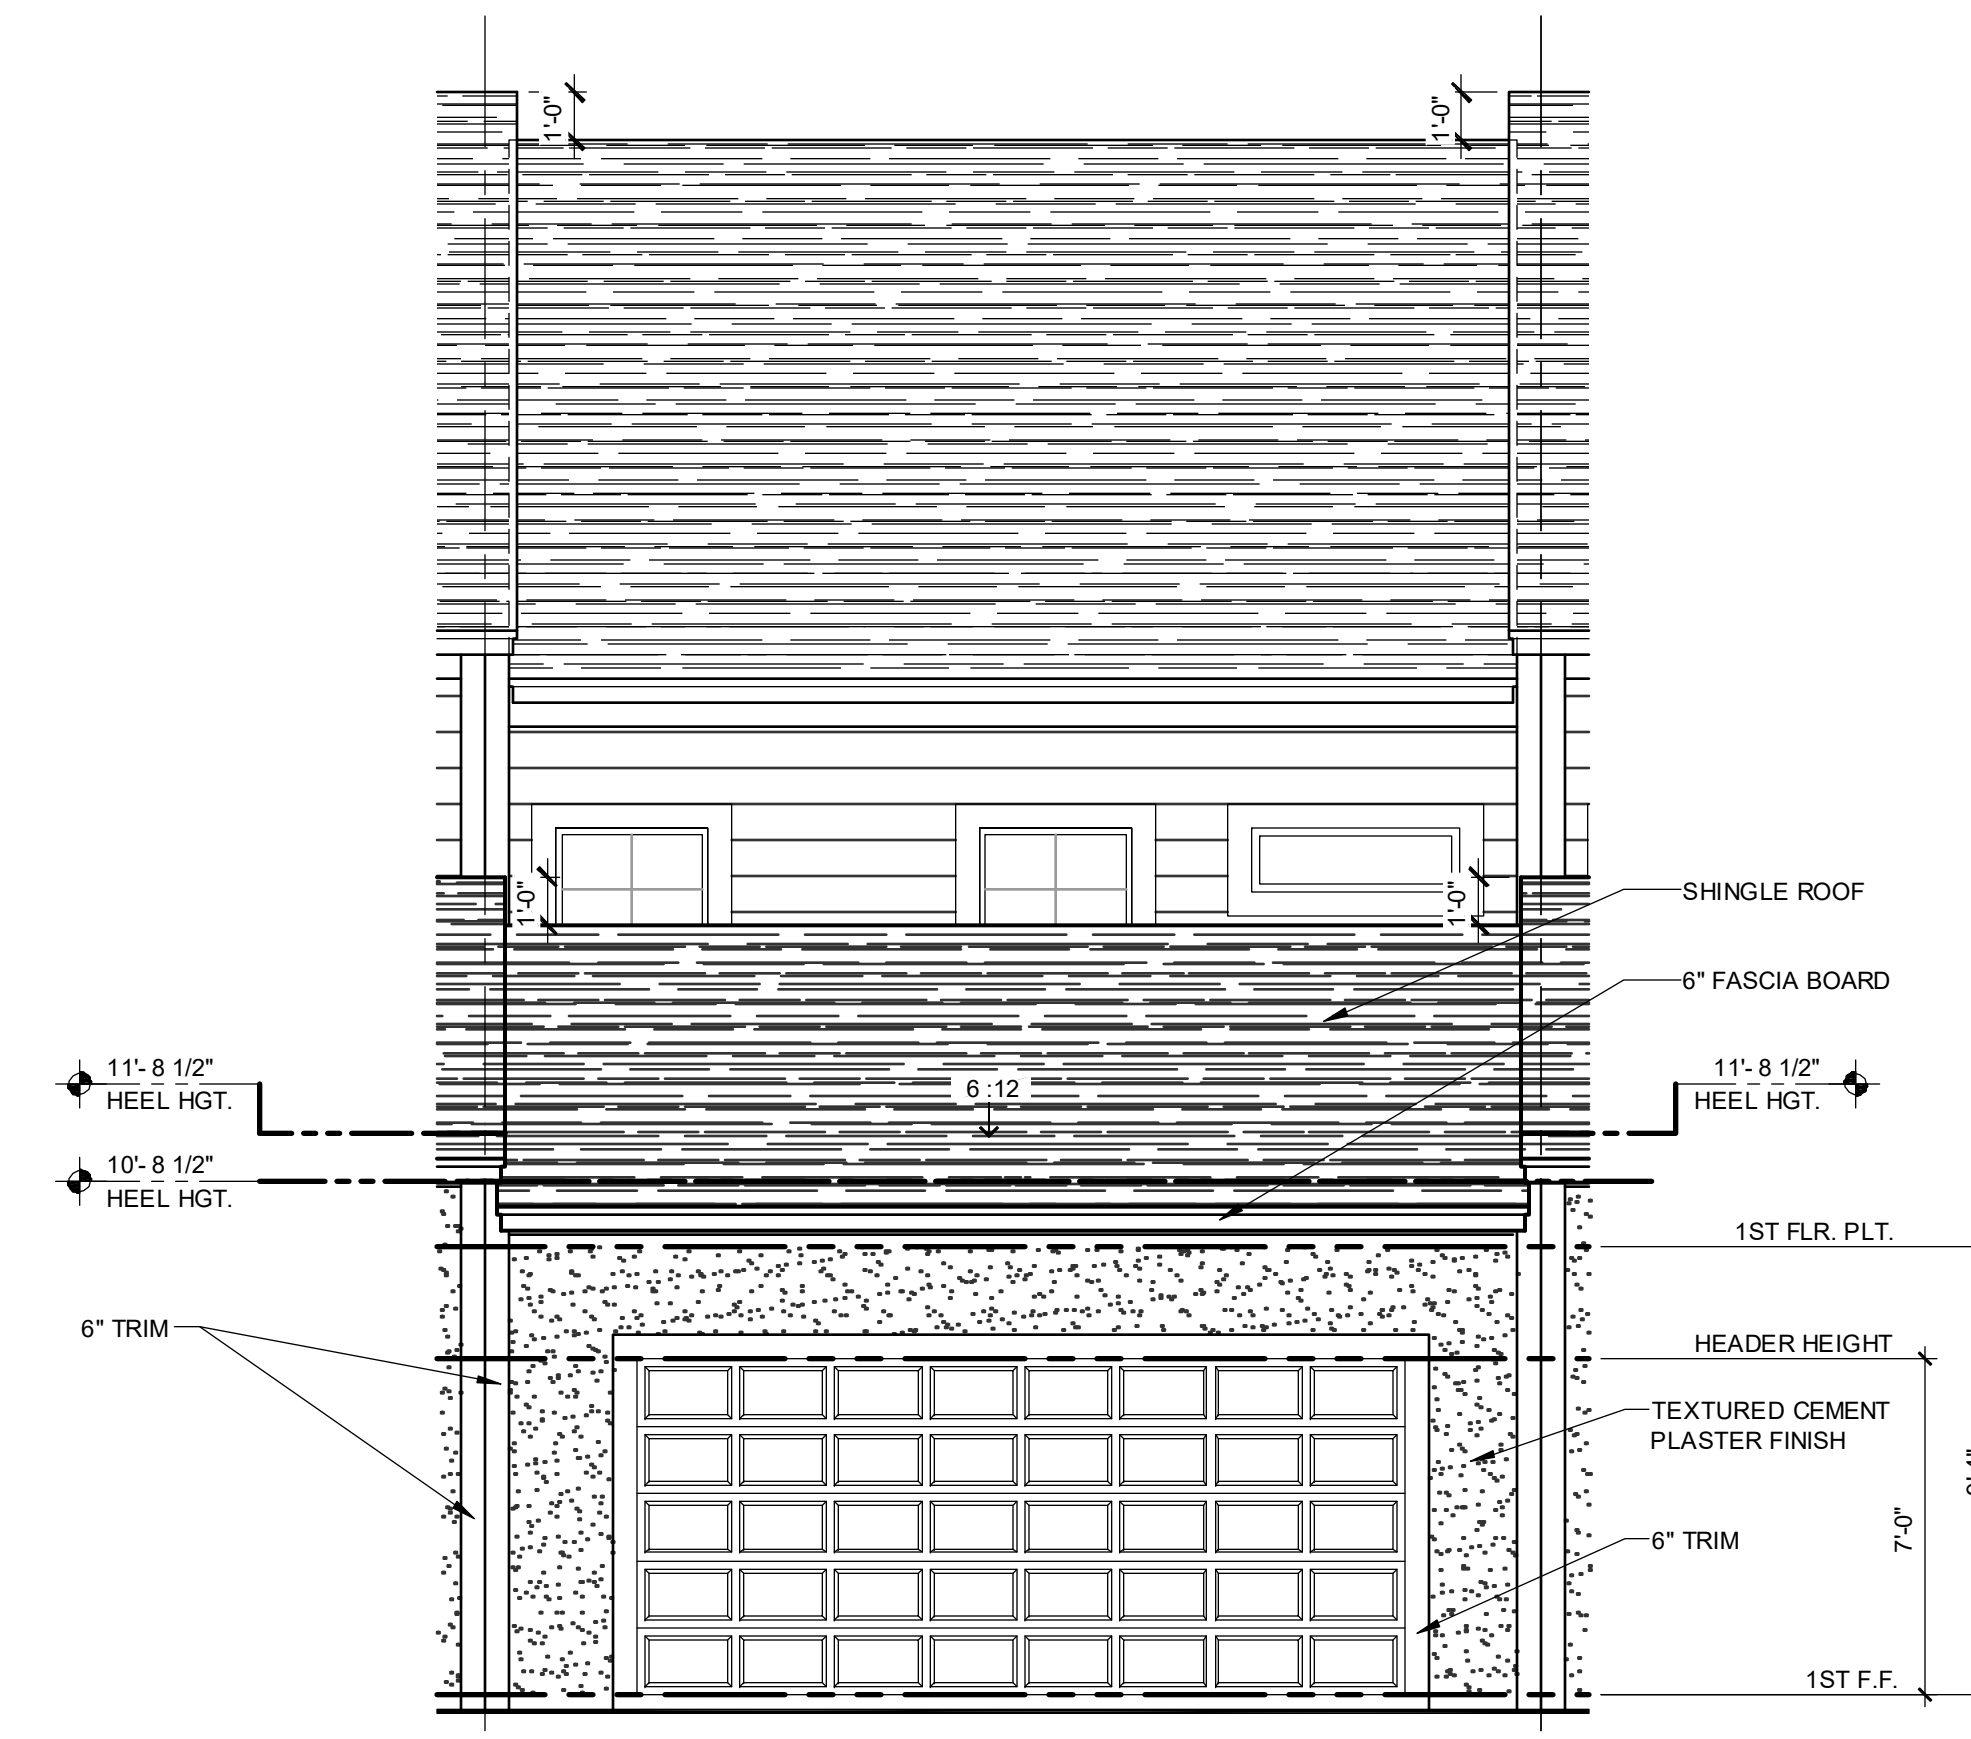 1'-0"
1'-0"
1'-0"
1'-0"
SHINGLE ROOF
6" FASCIA BOARD
11'- 8 1/2"
HEEL HGT.
6 :12
11'- 8 1/2"
HEEL HGT.
10'- 8 1/2"
HEEL HGT.
1ST FLR. PLT.
6" TRIM
HEADER HEIGHT
TEXTURED CEMENT
PLASTER FINISH
7'-0"
6" TRIM
1ST F.F.